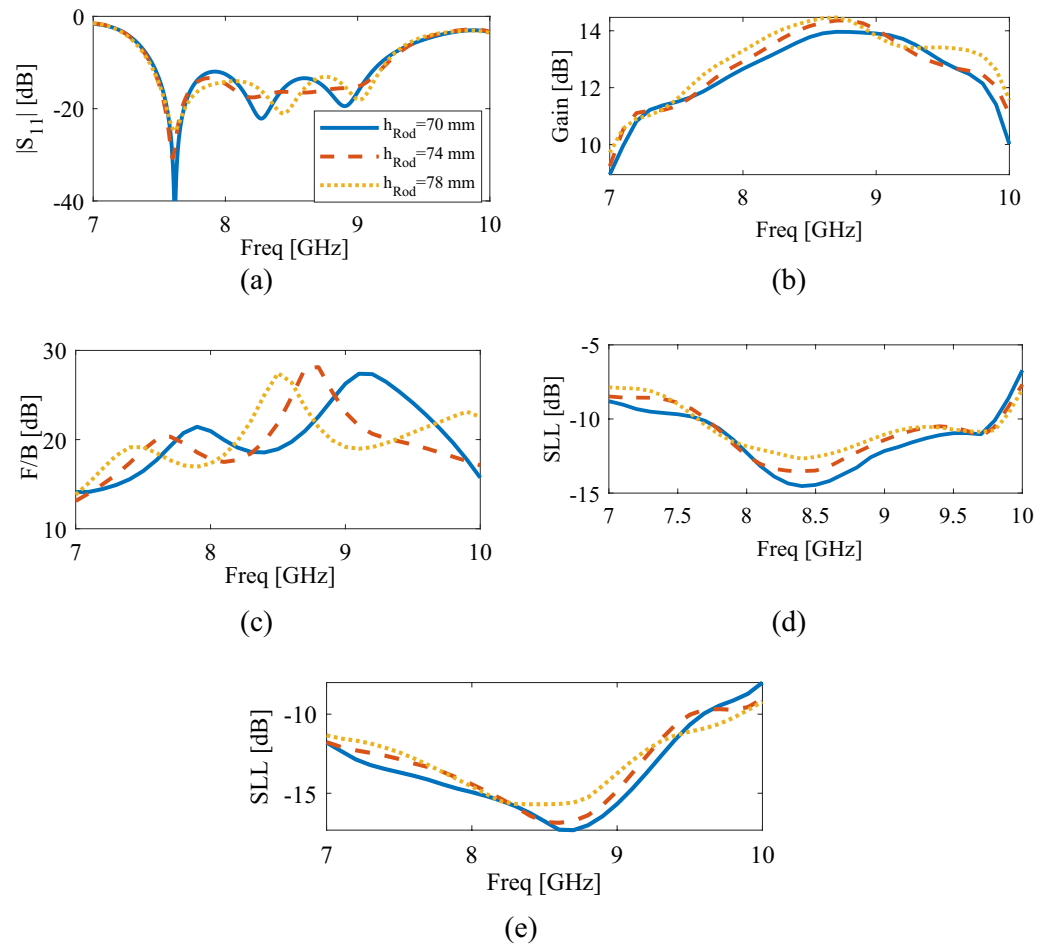 0
-20
-40
|S11| [dB]
h_Rod=70 mm
h_Rod=74 mm
h_Rod=78 mm
7 8 9 10
Freq [GHz]
(a)
14
12
10
Gain [dB]
7 8 9 10
Freq [GHz]
(b)
30
20
10
F/B [dB]
7 8 9 10
Freq [GHz]
(c)
-5
-10
-15
SLL [dB]
7 7.5 8 8.5 9 9.5 10
Freq [GHz]
(d)
-10
-15
SLL [dB]
7 8 9 10
Freq [GHz]
(e)